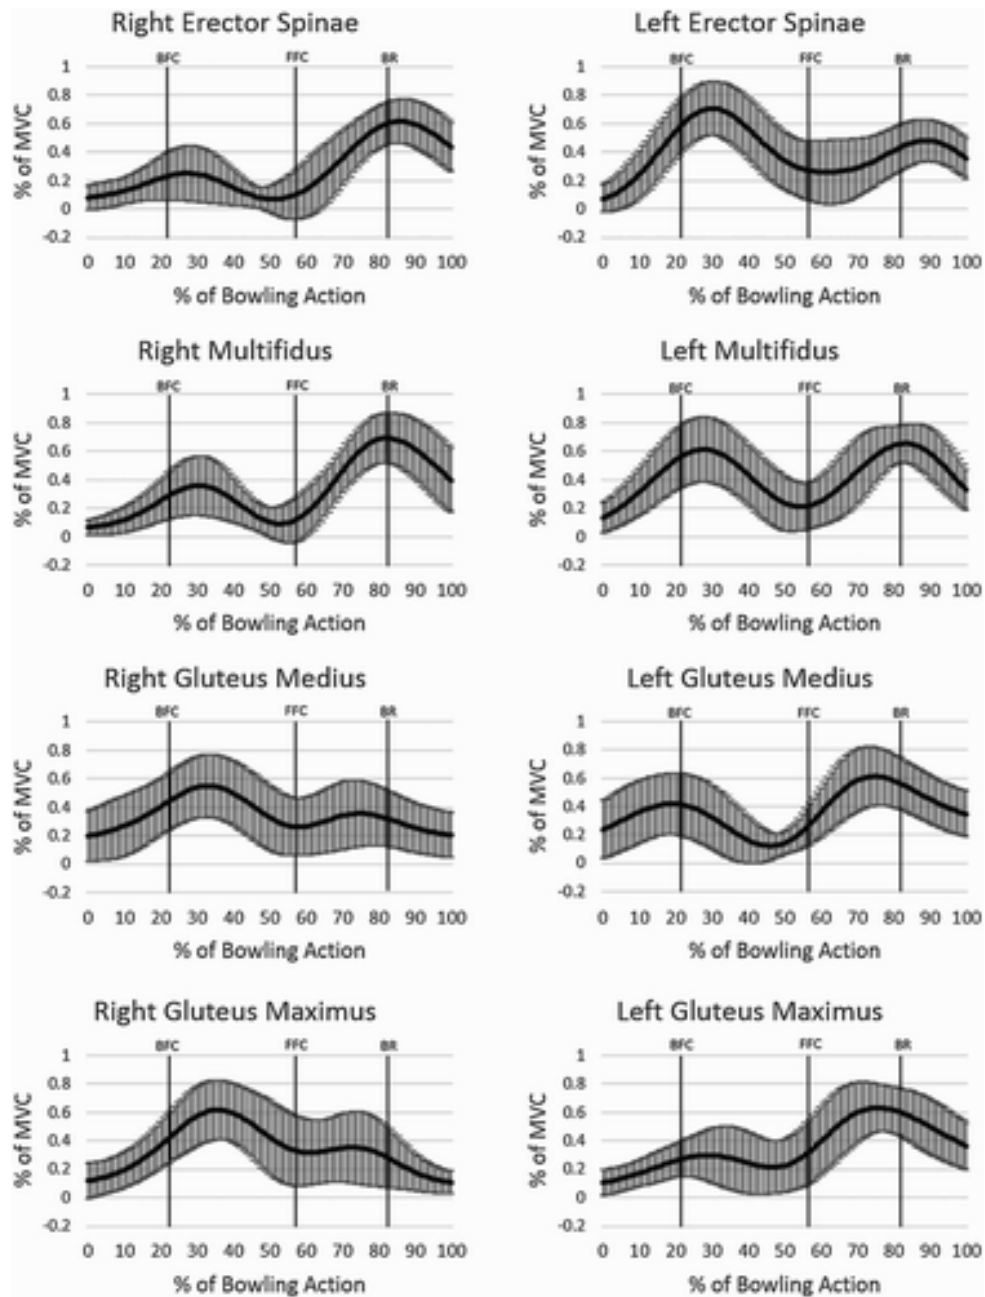 Right Erector Spinae
BFC FFC BR
1
0.8
0.6
0.4
0.2
0
-0.2
% of MVC
0 10 20 30 40 50 60 70 80 90 100
% of Bowling Action
Left Erector Spinae
BFC FFC BR
1
0.8
0.6
0.4
0.2
0
-0.2
% of MVC
0 10 20 30 40 50 60 70 80 90 100
% of Bowling Action
Right Multifidus
BFC FFC BR
1
0.8
0.6
0.4
0.2
0
-0.2
% of MVC
0 10 20 30 40 50 60 70 80 90 100
% of Bowling Action
Left Multifidus
BFC FFC BR
1
0.8
0.6
0.4
0.2
0
-0.2
% of MVC
0 10 20 30 40 50 60 70 80 90 100
% of Bowling Action
Right Gluteus Medius
BFC FFC BR
1
0.8
0.6
0.4
0.2
0
-0.2
% of MVC
0 10 20 30 40 50 60 70 80 90 100
% of Bowling Action
Left Gluteus Medius
BFC FFC BR
1
0.8
0.6
0.4
0.2
0
-0.2
% of MVC
0 10 20 30 40 50 60 70 80 90 100
% of Bowling Action
Right Gluteus Maximus
BFC FFC BR
1
0.8
0.6
0.4
0.2
0
-0.2
% of MVC
0 10 20 30 40 50 60 70 80 90 100
% of Bowling Action
Left Gluteus Maximus
BFC FFC BR
1
0.8
0.6
0.4
0.2
0
-0.2
% of MVC
0 10 20 30 40 50 60 70 80 90 100
% of Bowling Action